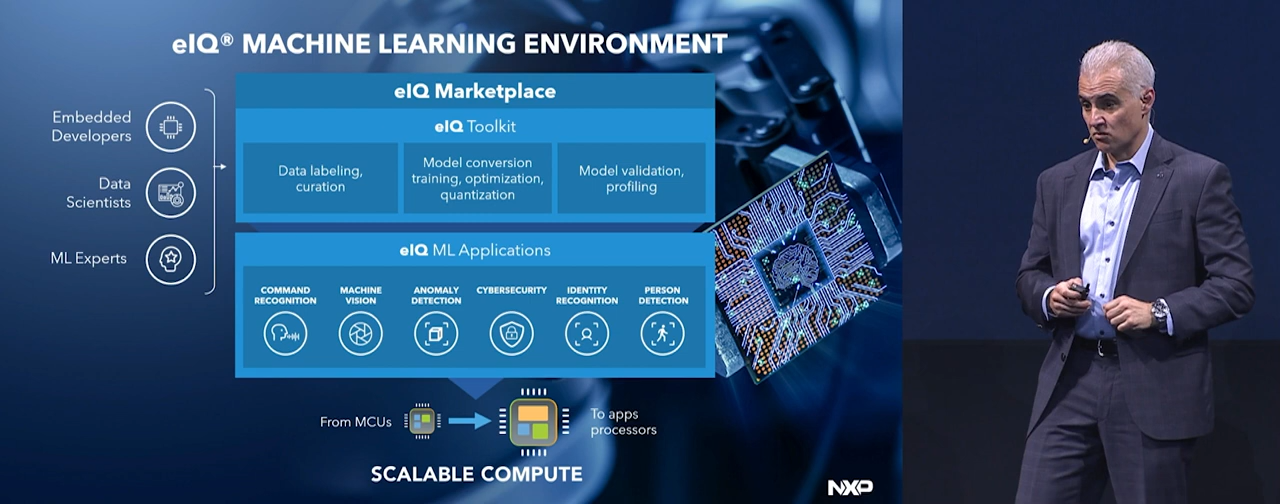 eIQ® MACHINE LEARNING ENVIRONMENT
Embedded
Developers
Data
Scientists
ML Experts
eIQ Marketplace
eIQ Toolkit
Data labeling,
curation
Model conversion
training, optimization,
quantization
Model validation,
profiling
eIQ ML Applications
COMMAND
RECOGNITION
MACHINE
VISION
ANOMALY
DETECTION
CYBERSECURITY
IDENTITY
RECOGNITION
PERSON
DETECTION
From MCUs
To apps
processors
SCALABLE COMPUTE
NXP